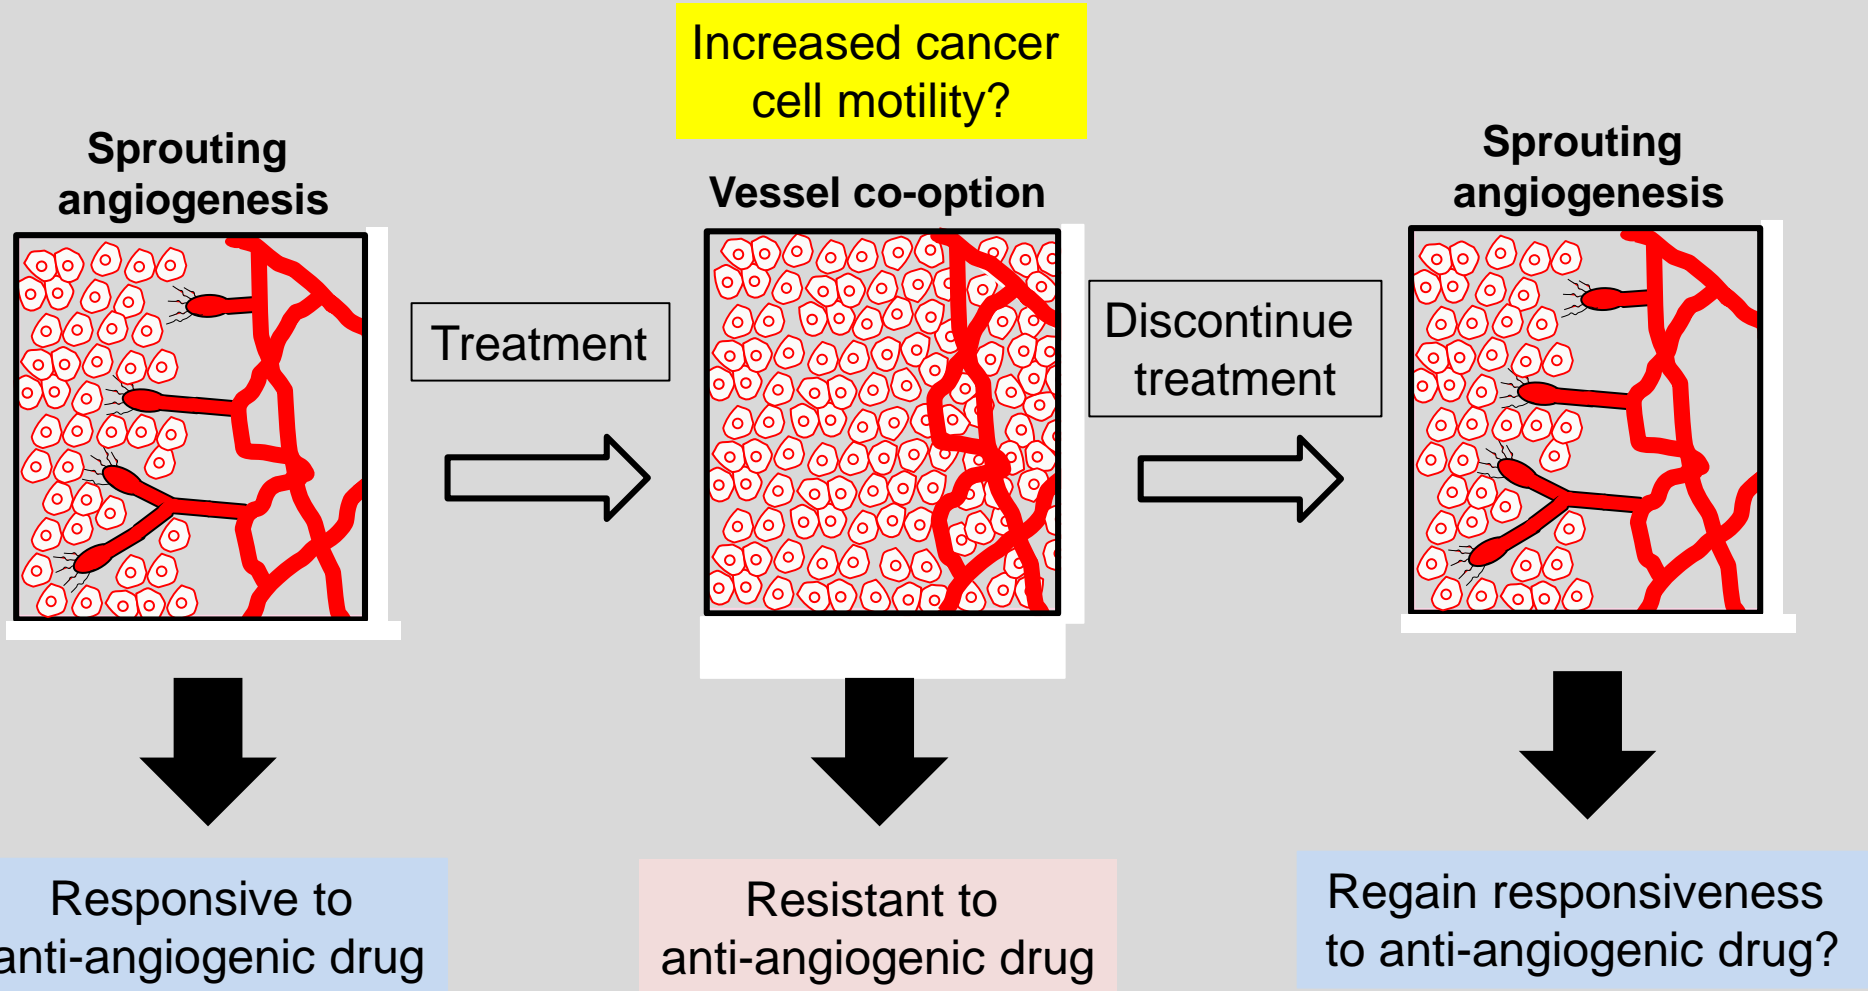 Increased cancer
cell motility?
Sprouting
angiogenesis
Vessel co-option
Sprouting
angiogenesis
Treatment
Discontinue
treatment
Responsive to
anti-angiogenic drug
Resistant to
anti-angiogenic drug
Regain responsiveness
to anti-angiogenic drug?